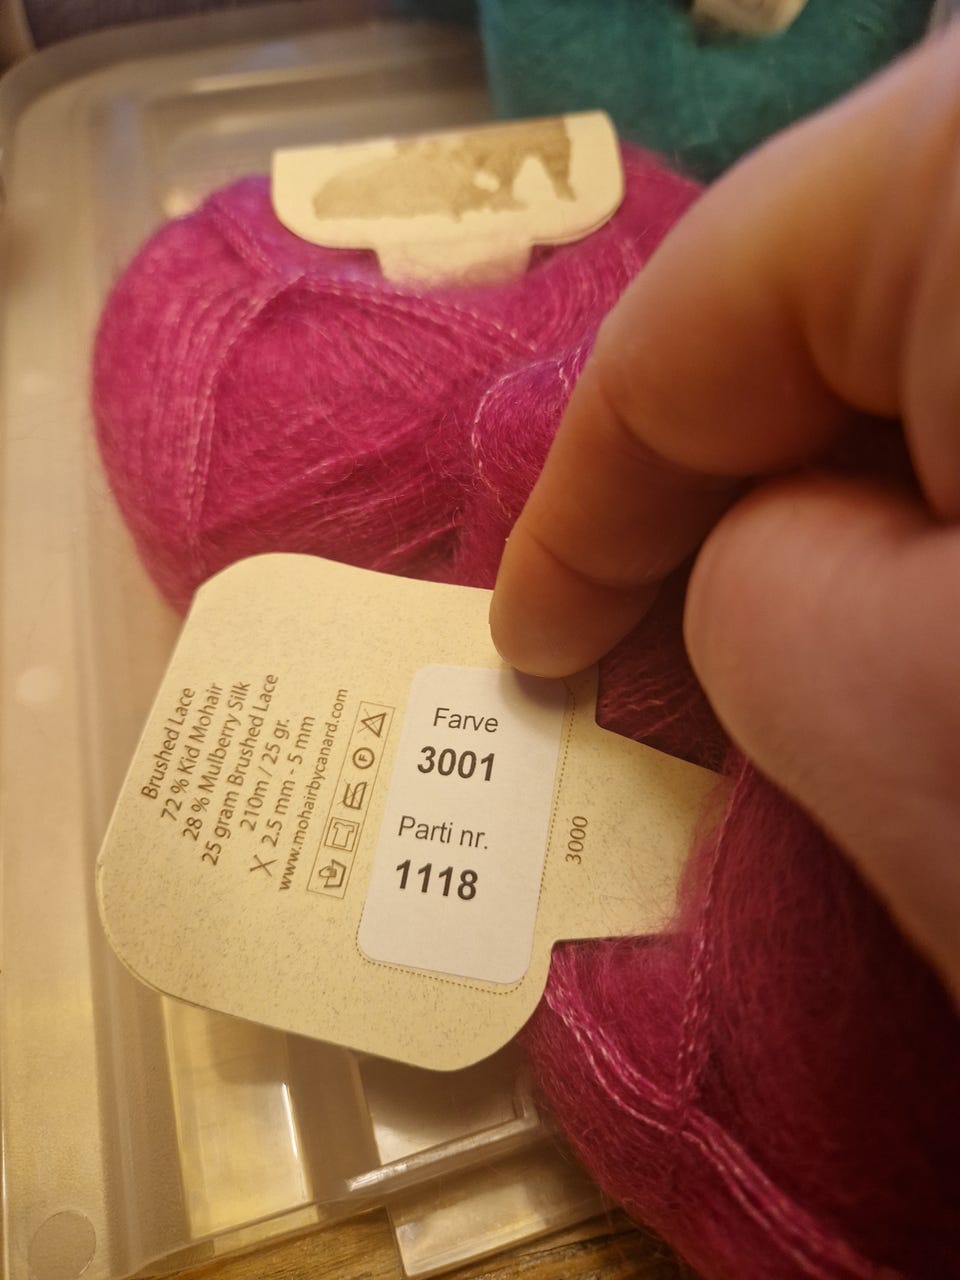 Brushed Lace
72 % Kid Mohair
28 % Mulberry Silk
25 gram Brushed Lace
210m / 25 gr.
X 2.5 mm - 5 mm
www.mohairbycanard.com
F
Farve
3001
Parti nr.
1118
3000